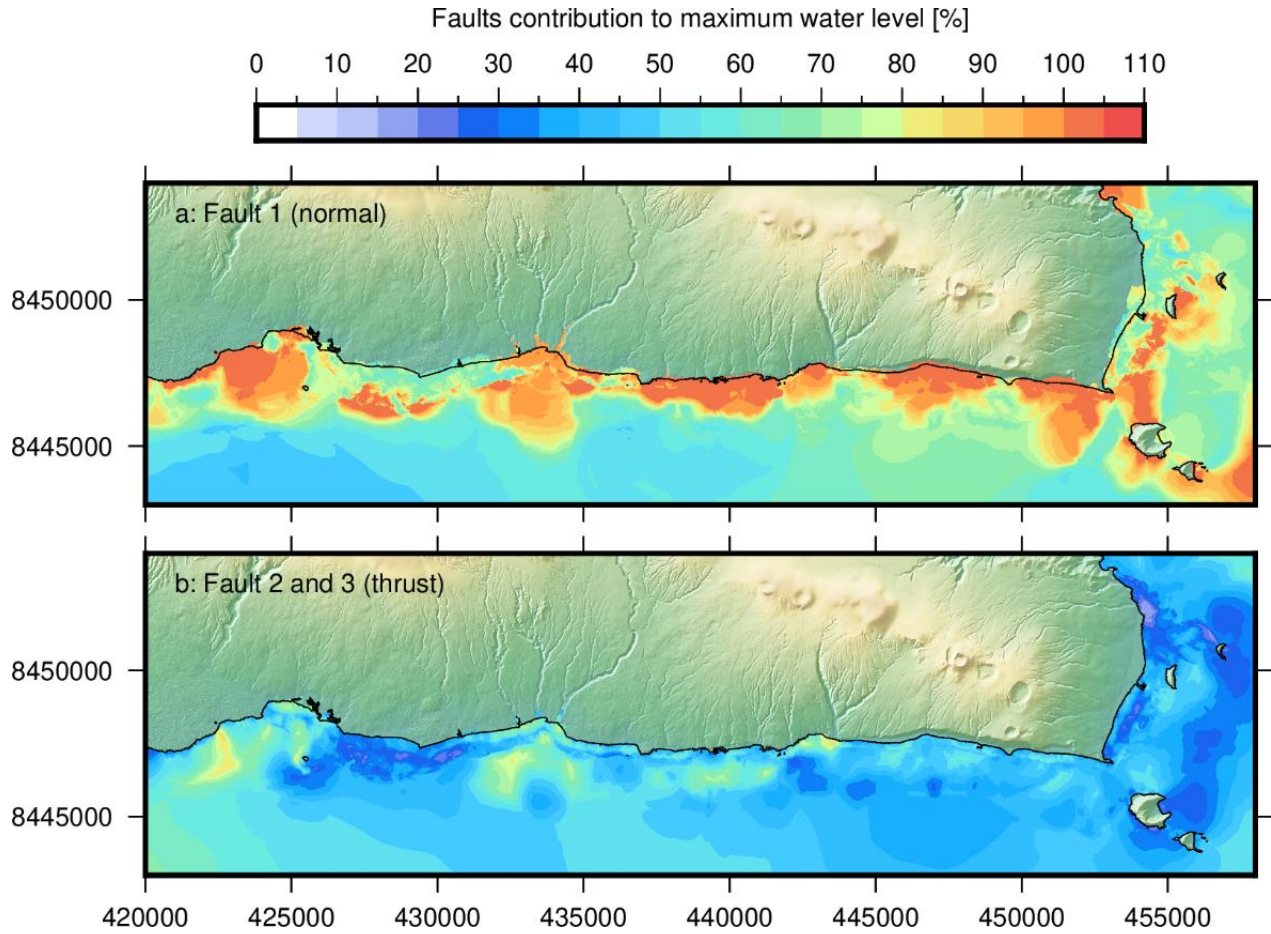 Faults contribution to maximum water level [%]
0 10 20 30 40 50 60 70 80 90 100 110
a: Fault 1 (normal)
8450000
8445000
b: Fault 2 and 3 (thrust)
8450000
8445000
420000 425000 430000 435000 440000 445000 450000 455000